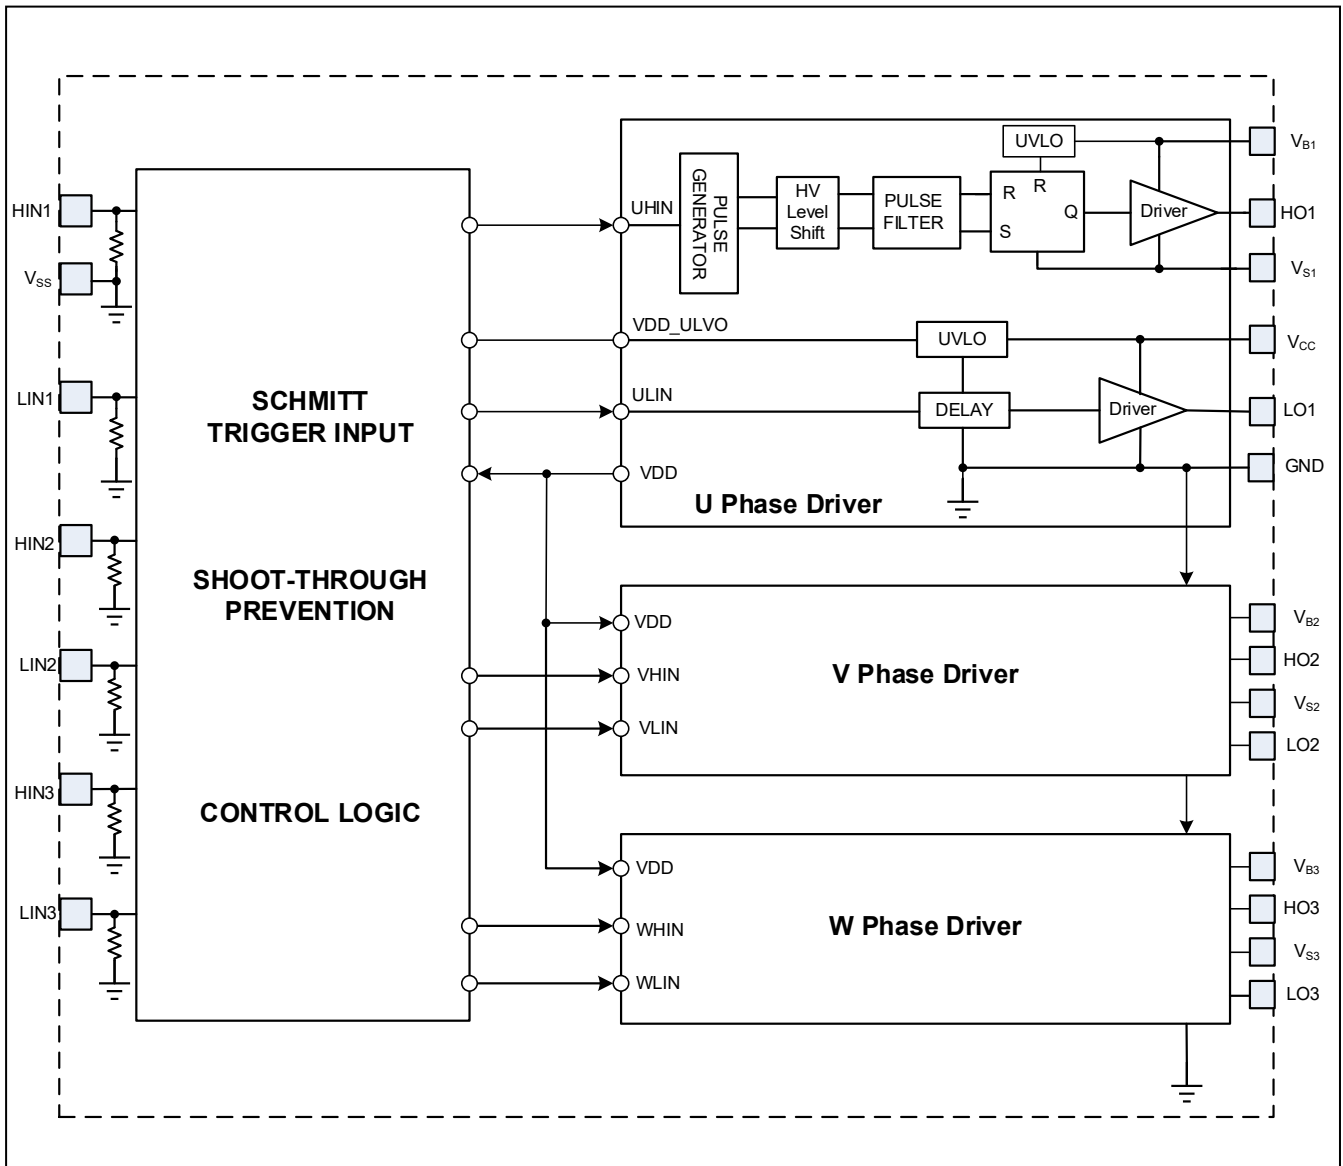 HIN1
VSS
LIN1
HIN2
LIN2
HIN3
LIN3
SCHMITT
TRIGGER INPUT
SHOOT-THROUGH
PREVENTION
CONTROL LOGIC
UHIN
PULSE
GENERATOR
HV
Level
Shift
PULSE
FILTER
UVLO
R
R
S
Q
Driver
VDD_ULVO
UVLO
ULIN
DELAY
Driver
VDD
U Phase Driver
VB1
HO1
VS1
VCC
LO1
GND
VDD
VHIN
VLIN
V Phase Driver
VB2
HO2
VS2
LO2
VDD
WHIN
WLIN
W Phase Driver
VB3
HO3
VS3
LO3